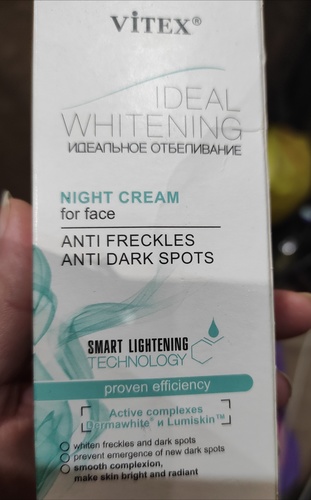 ViTEX®
IDEAL
WHITENING
ИДЕАЛЬНОЕ ОТБЕЛИВАНИЕ
NIGHT CREAM
for face
ANTI FRECKLES
ANTI DARK SPOTS
SMART LIGHTENING
TECHNOLOGY
proven efficiency
Active complexes
Dermawhite® и Lumiskin™
whiten freckles and dark spots
prevent emergence of new dark spots
smooth complexion,
make skin bright and radiant